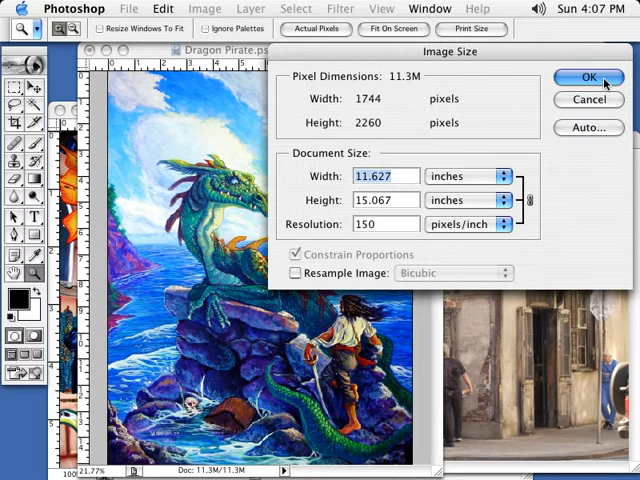 Photoshop File Edit Image Layer Select Filter View Window Help Sun 4:07 PM
Resize Windows To Fit Ignore Palettes Actual Pixels Fit On Screen Print Size
Dragon Pirate.ps
Image Size
Pixel Dimensions: 11.3M
Width: 1744 pixels
Height: 2260 pixels
OK
Cancel
Auto...
Document Size:
Width: 11.627 inches
Height: 15.067 inches
Resolution: 150 pixels/inch
Constrain Proportions
Resample Image: Bicubic
21.77% Doc: 11.3M/11.3M